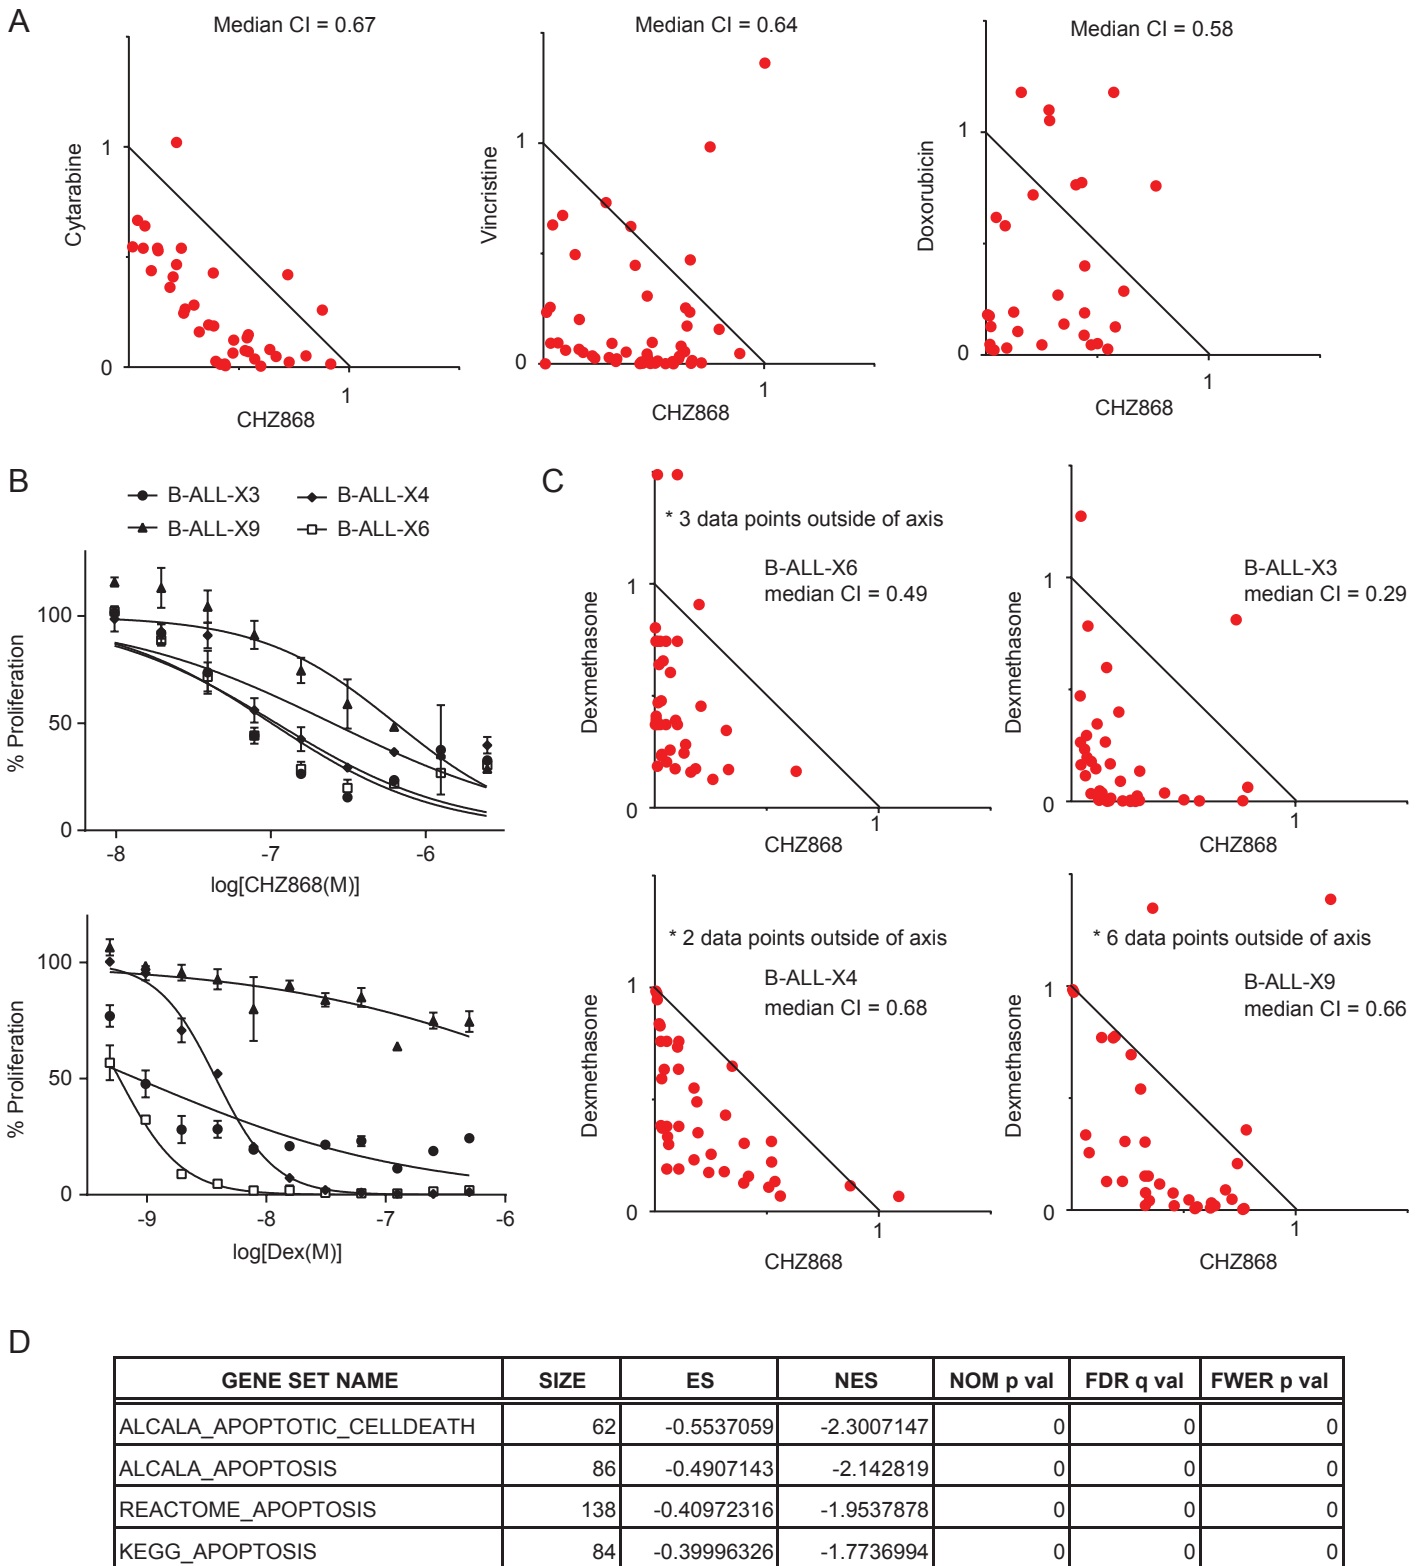 A
Median CI = 0.67
Median CI = 0.64
Median CI = 0.58
Cytarabine
1
0
1
CHZ868
Vincristine
1
0
1
CHZ868
Doxorubicin
1
0
1
CHZ868
B
B-ALL-X3
B-ALL-X4
B-ALL-X9
B-ALL-X6
% Proliferation
100
50
0
-8
-7
-6
log[CHZ868(M)]
% Proliferation
100
50
0
-9
-8
-7
-6
log[Dex(M)]
C
* 3 data points outside of axis
B-ALL-X6
median CI = 0.49
Dexmethasone
1
0
1
CHZ868
B-ALL-X3
median CI = 0.29
Dexmethasone
1
0
1
CHZ868
* 2 data points outside of axis
B-ALL-X4
median CI = 0.68
Dexmethasone
1
0
1
CHZ868
* 6 data points outside of axis
B-ALL-X9
median CI = 0.66
Dexmethasone
1
0
1
CHZ868
D
GENE SET NAME SIZE ES NES NOM p val FDR q val FWER p val
ALCALA_APOPTOTIC_CELLDEATH 62 -0.5537059 -2.3007147 0 0 0
ALCALA_APOPTOSIS 86 -0.4907143 -2.142819 0 0 0
REACTOME_APOPTOSIS 138 -0.40972316 -1.9537878 0 0 0
KEGG_APOPTOSIS 84 -0.39996326 -1.7736994 0 0 0